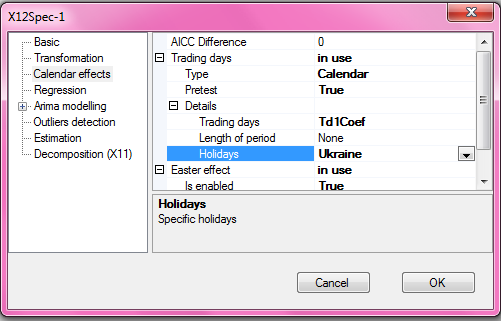 X12Spec-1
Basic
Transformation
Calendar effects
Regression
Arima modelling
Outliers detection
Estimation
Decomposition (X11)
AICC Difference 0
Trading days in use
Type Calendar
Pretest True
Details
Trading days Td1Coef
Length of period None
Holidays Ukraine
Easter effect in use
Is enabled True
Holidays
Specific holidays
Cancel OK